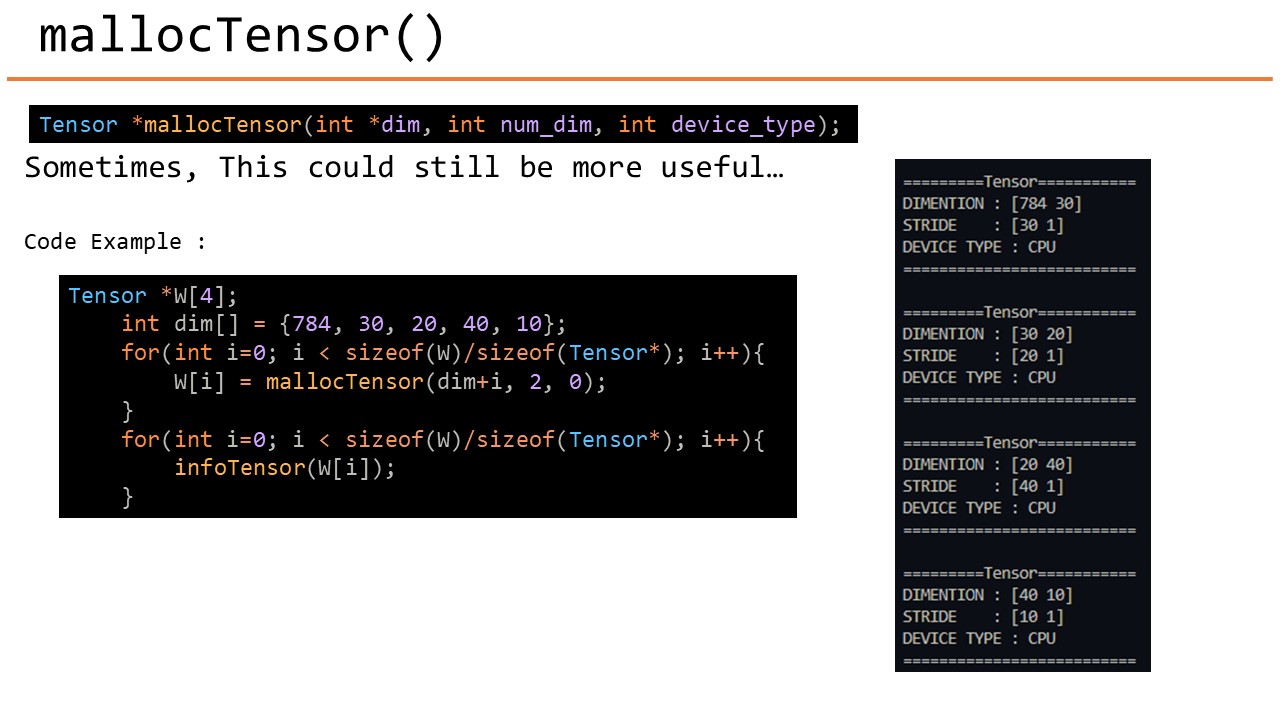 mallocTensor()
Tensor *mallocTensor(int *dim, int num_dim, int device_type);
Sometimes, This could still be more useful…
Code Example :
Tensor *W[4];
    int dim[] = {784, 30, 20, 40, 10};
    for(int i=0; i < sizeof(W)/sizeof(Tensor*); i++){
        W[i] = mallocTensor(dim+i, 2, 0);
    }
    for(int i=0; i < sizeof(W)/sizeof(Tensor*); i++){
        infoTensor(W[i]);
    }
=========Tensor===========
DIMENTION : [784 30]
STRIDE    : [30 1]
DEVICE TYPE : CPU
==========================
=========Tensor===========
DIMENTION : [30 20]
STRIDE    : [20 1]
DEVICE TYPE : CPU
==========================
=========Tensor===========
DIMENTION : [20 40]
STRIDE    : [40 1]
DEVICE TYPE : CPU
==========================
=========Tensor===========
DIMENTION : [40 10]
STRIDE    : [10 1]
DEVICE TYPE : CPU
==========================